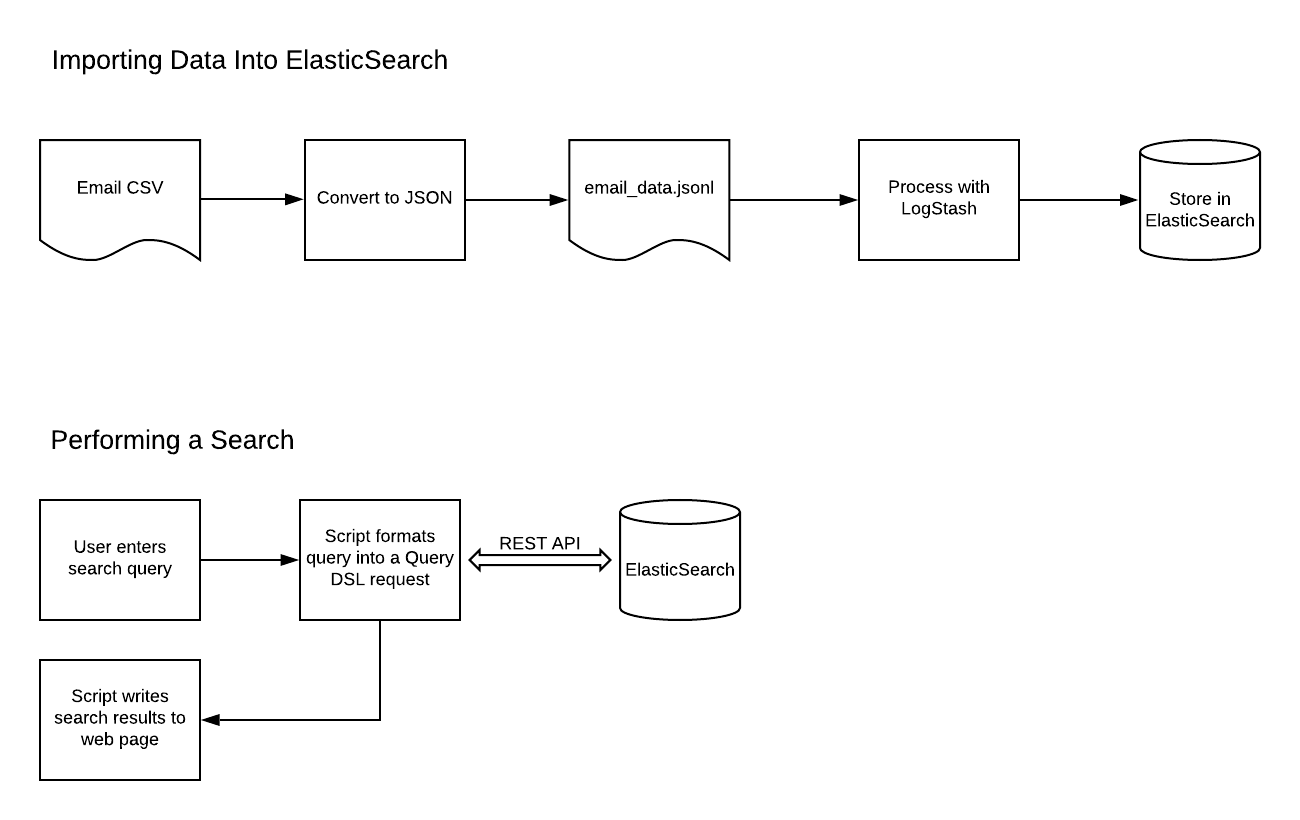 Importing Data Into ElasticSearch
Email CSV
Convert to JSON
email_data.jsonl
Process with
LogStash
Store in
ElasticSearch
Performing a Search
User enters
search query
Script formats
query into a Query
DSL request
REST API
ElasticSearch
Script writes
search results to
web page